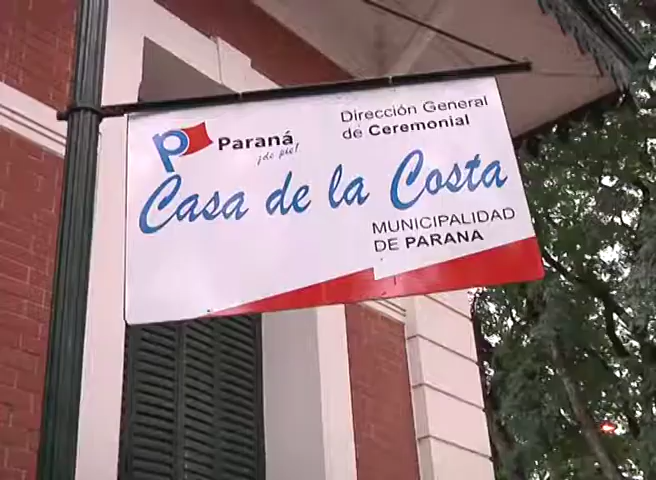 Paraná
¡de pie!
Dirección General
de Ceremonial
Casa de la Costa
MUNICIPALIDAD
DE PARANA